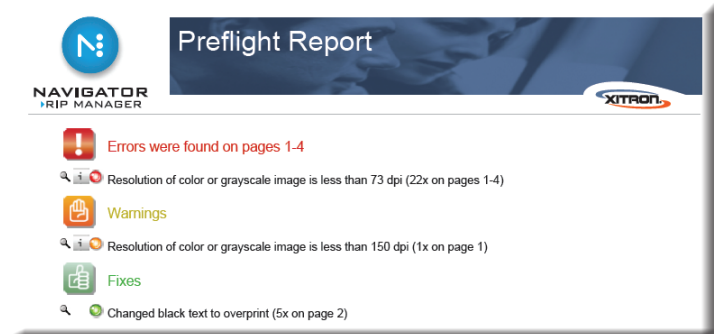 Preflight Report
NAVIGATOR
RIP MANAGER
XITRON
Errors were found on pages 1-4
Resolution of color or grayscale image is less than 73 dpi (22x on pages 1-4)
Warnings
Resolution of color or grayscale image is less than 150 dpi (1x on page 1)
Fixes
Changed black text to overprint (5x on page 2)